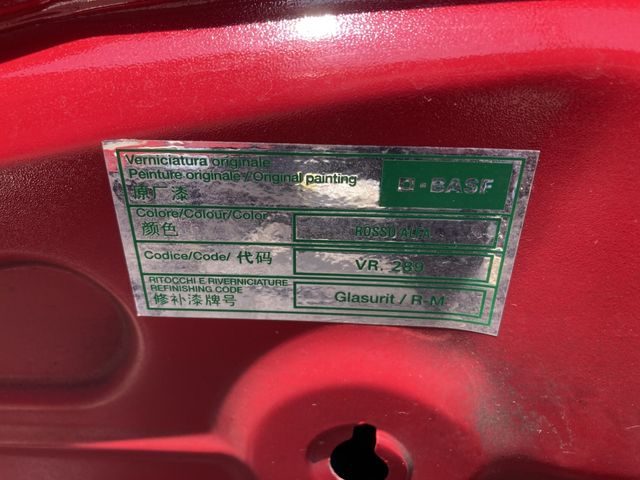 Verniciatura originale
Peinture originale/Original painting
原厂漆
BASF
Colore/Colour/Color
颜色
ROSSO ALFA
Codice/Code/代码
VR. 289
RITOCCHI E RIVERNICIATURE
REFINISHING CODE
修补漆牌号
Glasurit / R-M